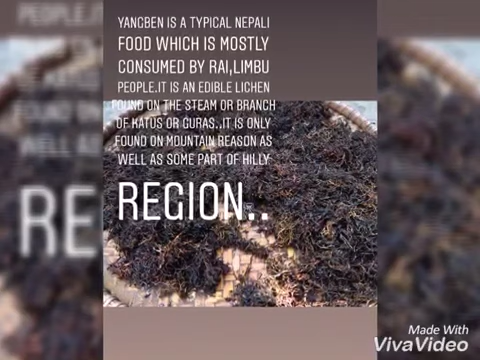 YANGBEN IS A TYPICAL NEPALI
FOOD WHICH IS MOSTLY
CONSUMED BY RAI,LIMBU
PEOPLE.IT IS AN EDIBLE LICHEN
FOUND ON THE STEAM OR BRANCH
OF KATUS OR GURAS..IT IS ONLY
FOUND ON MOUNTAIN REASON AS
WELL AS SOME PART OF HILLY
REGION..
Made With
VivaVideo